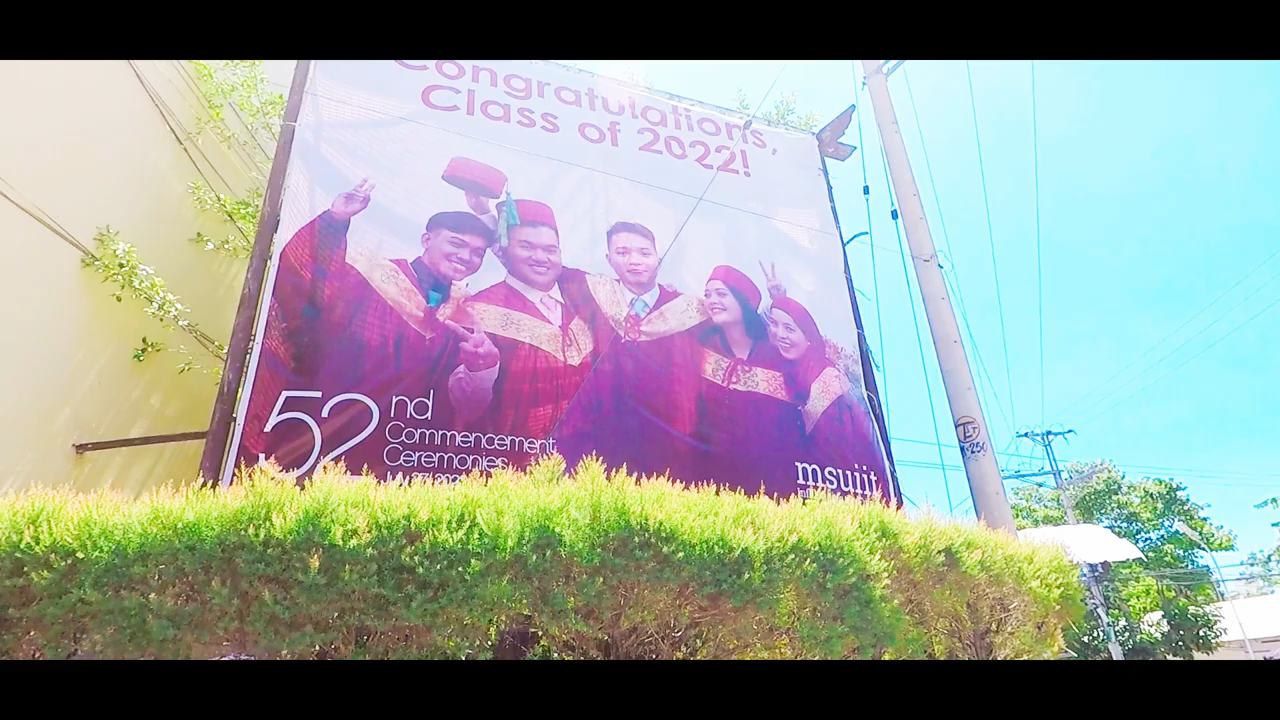 Congratulations,
Class of 2022!
52nd
Commencement
Ceremonies
msuiit